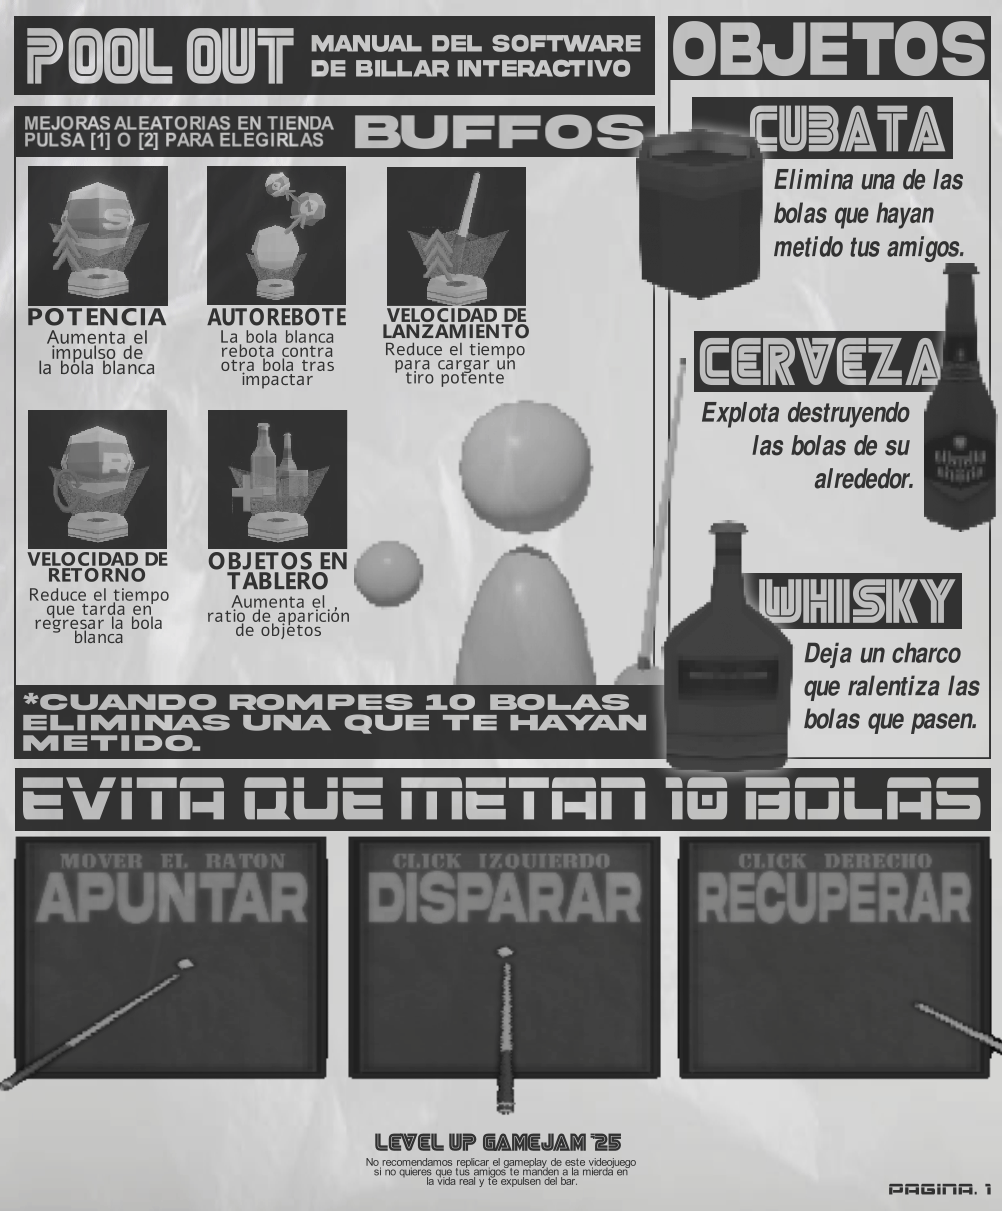 POOL OUT
MANUAL DEL SOFTWARE
DE BILLAR INTERACTIVO
MEJORAS ALEATORIAS EN TIENDA
PULSA [1] O [2] PARA ELEGIRLAS
BUFFOS
POTENCIA
Aumenta el
impulso de
la bola blanca
AUTOREBOTE
La bola blanca
rebota contra
otra bola tras
impactar
VELOCIDAD DE
LANZAMIENTO
Reduce el tiempo
para cargar un
tiro potente
VELOCIDAD DE
RETORNO
Reduce el tiempo
que tarda en
regresar la bola
blanca
OBJETOS EN
TABLERO
Aumenta el
ratio de aparición
de objetos
*CUANDO ROMPES 10 BOLAS
ELIMINAS UNA QUE TE HAYAN
METIDO.
OBJETOS
CUBATA
Elimina una de las
bolas que hayan
metido tus amigos.
CERVEZA
Explota destruyendo
las bolas de su
alrededor.
WHISKY
Deja un charco
que ralentiza las
bolas que pasen.
EVITA QUE METAN 10 BOLAS
MOVER EL RATON
APUNTAR
CLICK IZQUIERDO
DISPARAR
CLICK DERECHO
RECUPERAR
LEVEL UP GAMEJAM '25
No recomendamos replicar el gameplay de este videojuego
si no quieres que tus amigos te manden a la mierda en
la vida real y te expulsen del bar.
PAGINA. 1